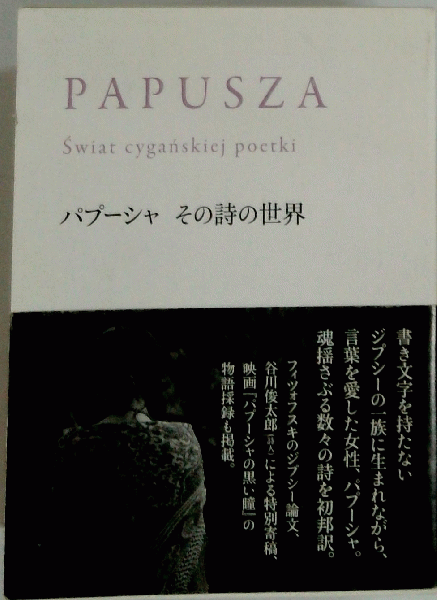 PAPUSZA
Świat cygańskiej poetki
パプーシャ その詩の世界
書き文字を持たない
ジプシーの一族に生まれながら、
言葉を愛した女性、パプーシャ。
魂揺さぶる数々の詩を初邦訳。
フィツォフスキのジプシー論文、
谷川俊太郎(詩人)による特別寄稿、
映画『パプーシャの黒い瞳』の
物語採録も掲載。